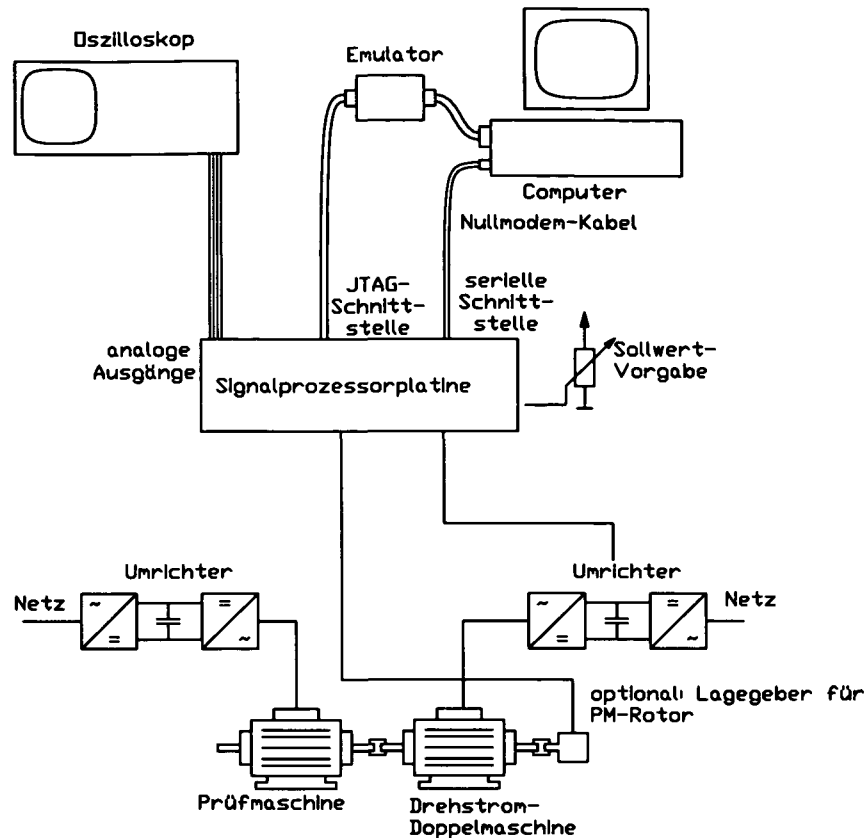 Oszilloskop
Emulator
Computer
Nullmodem-Kabel
JTAG-
Schnitt-
stelle
serielle
Schnitt-
stelle
analoge
Ausgänge
Signalprozessorplatine
Sollwert-
Vorgabe
Umrichter
Netz
~
=
=
~
Umrichter
~
=
=
~
Netz
optional: Lagegeber für
PM-Rotor
Prüfmaschine
Drehstrom-
Doppelmaschine